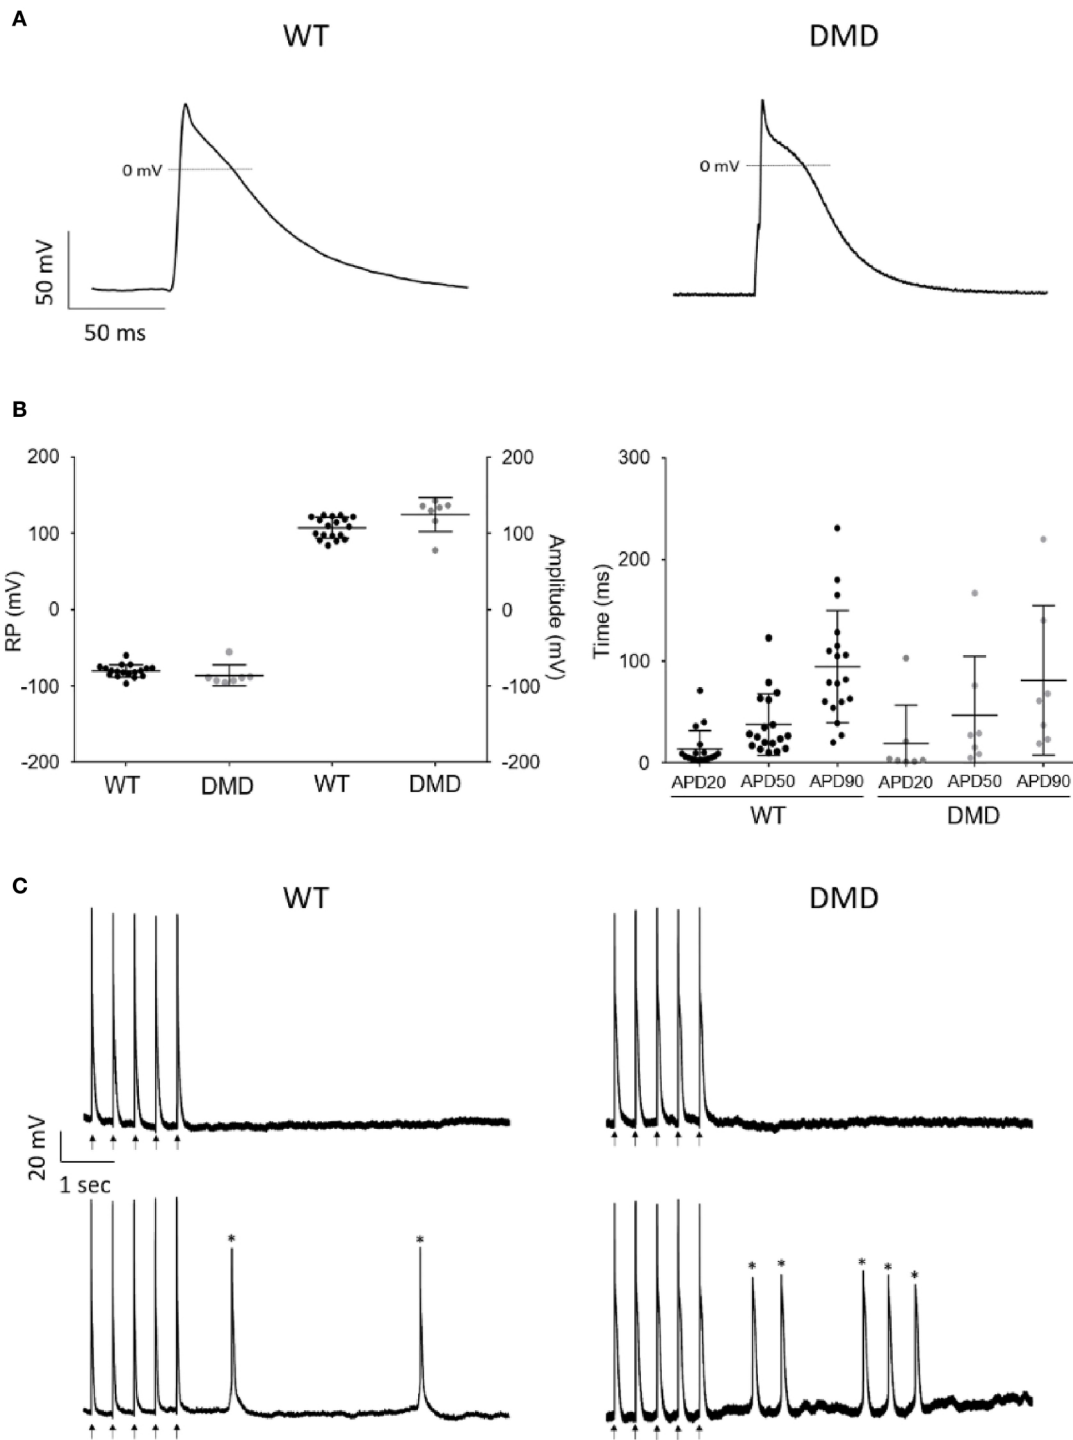 A
WT
DMD
0 mV
0 mV
50 mV
50 ms
B
200
100
0
-100
-200
RP (mV)
200
100
0
-100
-200
Amplitude (mV)
WT
DMD
WT
DMD
300
200
100
0
Time (ms)
APD20
APD50
APD90
APD20
APD50
APD90
WT
DMD
C
WT
DMD
20 mV
1 sec
* *
* * * * *